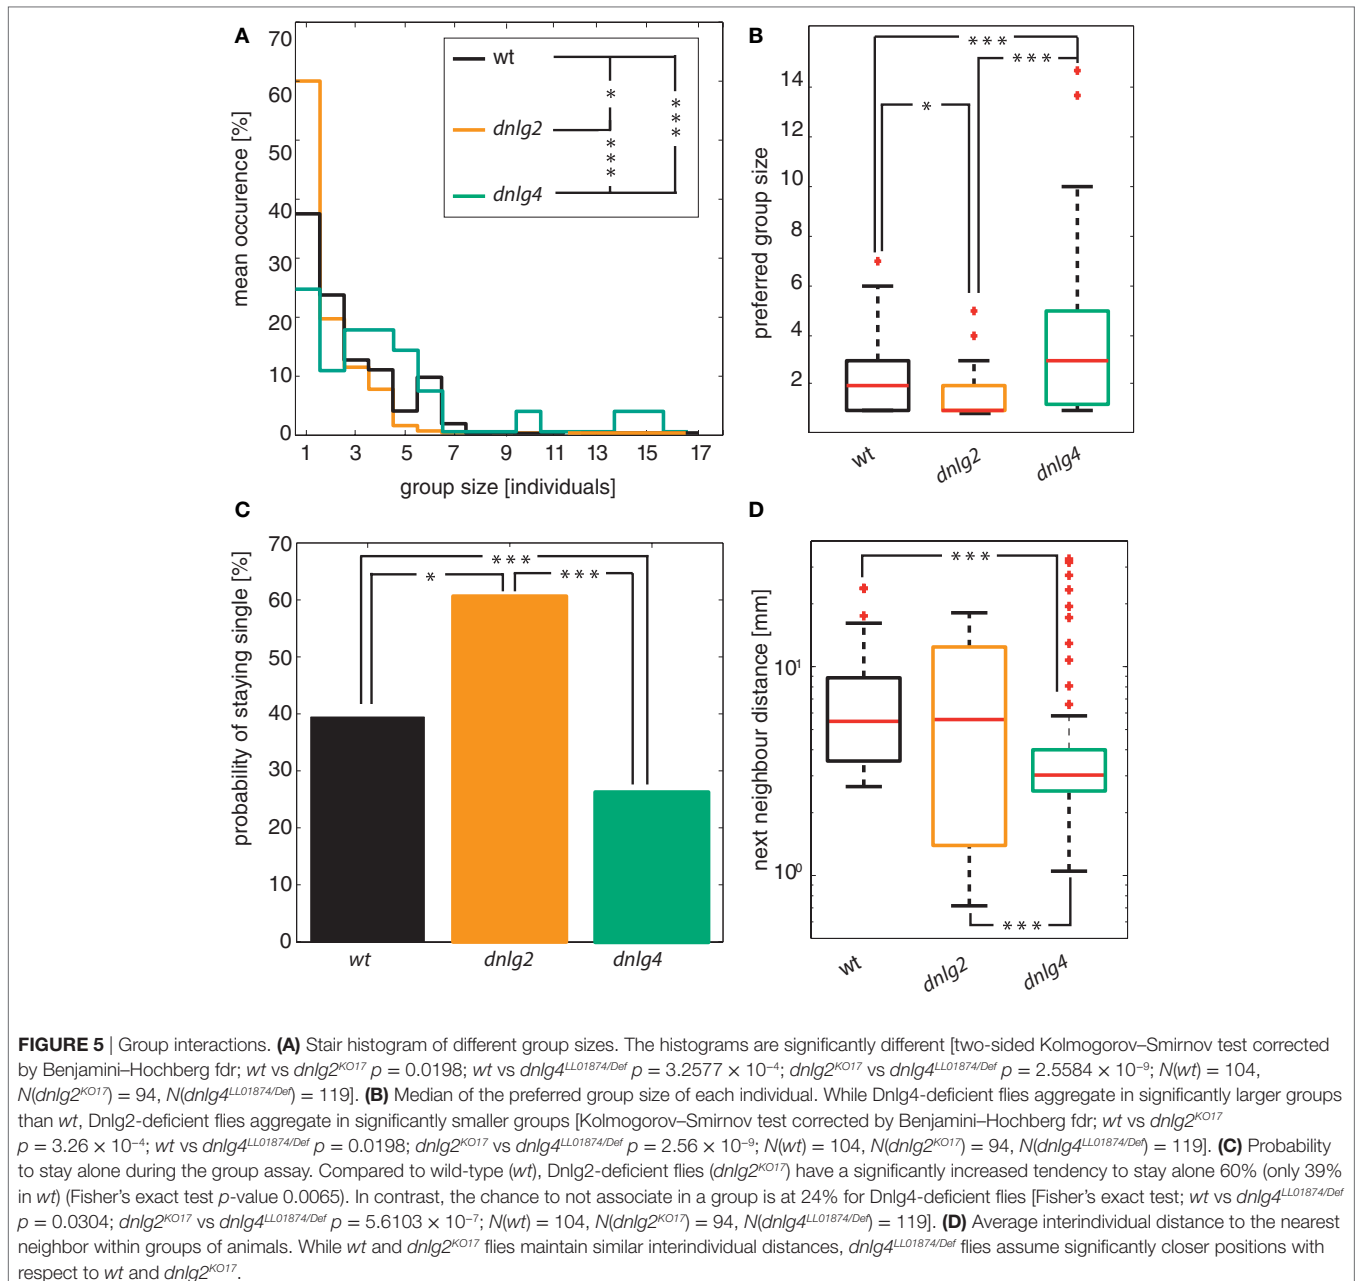 A
70
60
50
40
30
20
10
0
mean occurence [%]
wt
dnlg2
dnlg4
*
***
***
1 3 5 7 9 11 13 15 17
group size [individuals]
B
***
***
*
14
12
10
8
6
4
2
preferred group size
wt
dnlg2
dnlg4
C
70
60
50
40
30
20
10
0
probability of staying single [%]
***
*
***
wt
dnlg2
dnlg4
D
***
10¹
10⁰
next neighbour distance [mm]
***
wt
dnlg2
dnlg4
FIGURE 5 | Group interactions. (A) Stair histogram of different group sizes. The histograms are significantly different [two-sided Kolmogorov–Smirnov test corrected
by Benjamini–Hochberg fdr; wt vs dnlg2ᴷᴼ¹⁷ p = 0.0198; wt vs dnlg4ᴸᴸ⁰¹⁸⁷⁴/ᴰᵉᶠ p = 3.2577 × 10⁻⁴; dnlg2ᴷᴼ¹⁷ vs dnlg4ᴸᴸ⁰¹⁸⁷⁴/ᴰᵉᶠ p = 2.5584 × 10⁻⁹; N(wt) = 104,
N(dnlg2ᴷᴼ¹⁷) = 94, N(dnlg4ᴸᴸ⁰¹⁸⁷⁴/ᴰᵉᶠ) = 119]. (B) Median of the preferred group size of each individual. While Dnlg4-deficient flies aggregate in significantly larger groups
than wt, Dnlg2-deficient flies aggregate in significantly smaller groups [Kolmogorov–Smirnov test corrected by Benjamini–Hochberg fdr; wt vs dnlg2ᴷᴼ¹⁷
p = 3.26 × 10⁻⁴; wt vs dnlg4ᴸᴸ⁰¹⁸⁷⁴/ᴰᵉᶠ p = 0.0198; dnlg2ᴷᴼ¹⁷ vs dnlg4ᴸᴸ⁰¹⁸⁷⁴/ᴰᵉᶠ p = 2.56 × 10⁻⁹; N(wt) = 104, N(dnlg2ᴷᴼ¹⁷) = 94, N(dnlg4ᴸᴸ⁰¹⁸⁷⁴/ᴰᵉᶠ) = 119]. (C) Probability
to stay alone during the group assay. Compared to wild-type (wt), Dnlg2-deficient flies (dnlg2ᴷᴼ¹⁷) have a significantly increased tendency to stay alone 60% (only 39%
in wt) (Fisher's exact test p-value 0.0065). In contrast, the chance to not associate in a group is at 24% for Dnlg4-deficient flies [Fisher's exact test; wt vs dnlg4ᴸᴸ⁰¹⁸⁷⁴/ᴰᵉᶠ
p = 0.0304; dnlg2ᴷᴼ¹⁷ vs dnlg4ᴸᴸ⁰¹⁸⁷⁴/ᴰᵉᶠ p = 5.6103 × 10⁻⁷; N(wt) = 104, N(dnlg2ᴷᴼ¹⁷) = 94, N(dnlg4ᴸᴸ⁰¹⁸⁷⁴/ᴰᵉᶠ) = 119]. (D) Average interindividual distance to the nearest
neighbor within groups of animals. While wt and dnlg2ᴷᴼ¹⁷ flies maintain similar interindividual distances, dnlg4ᴸᴸ⁰¹⁸⁷⁴/ᴰᵉᶠ flies assume significantly closer positions with
respect to wt and dnlg2ᴷᴼ¹⁷.